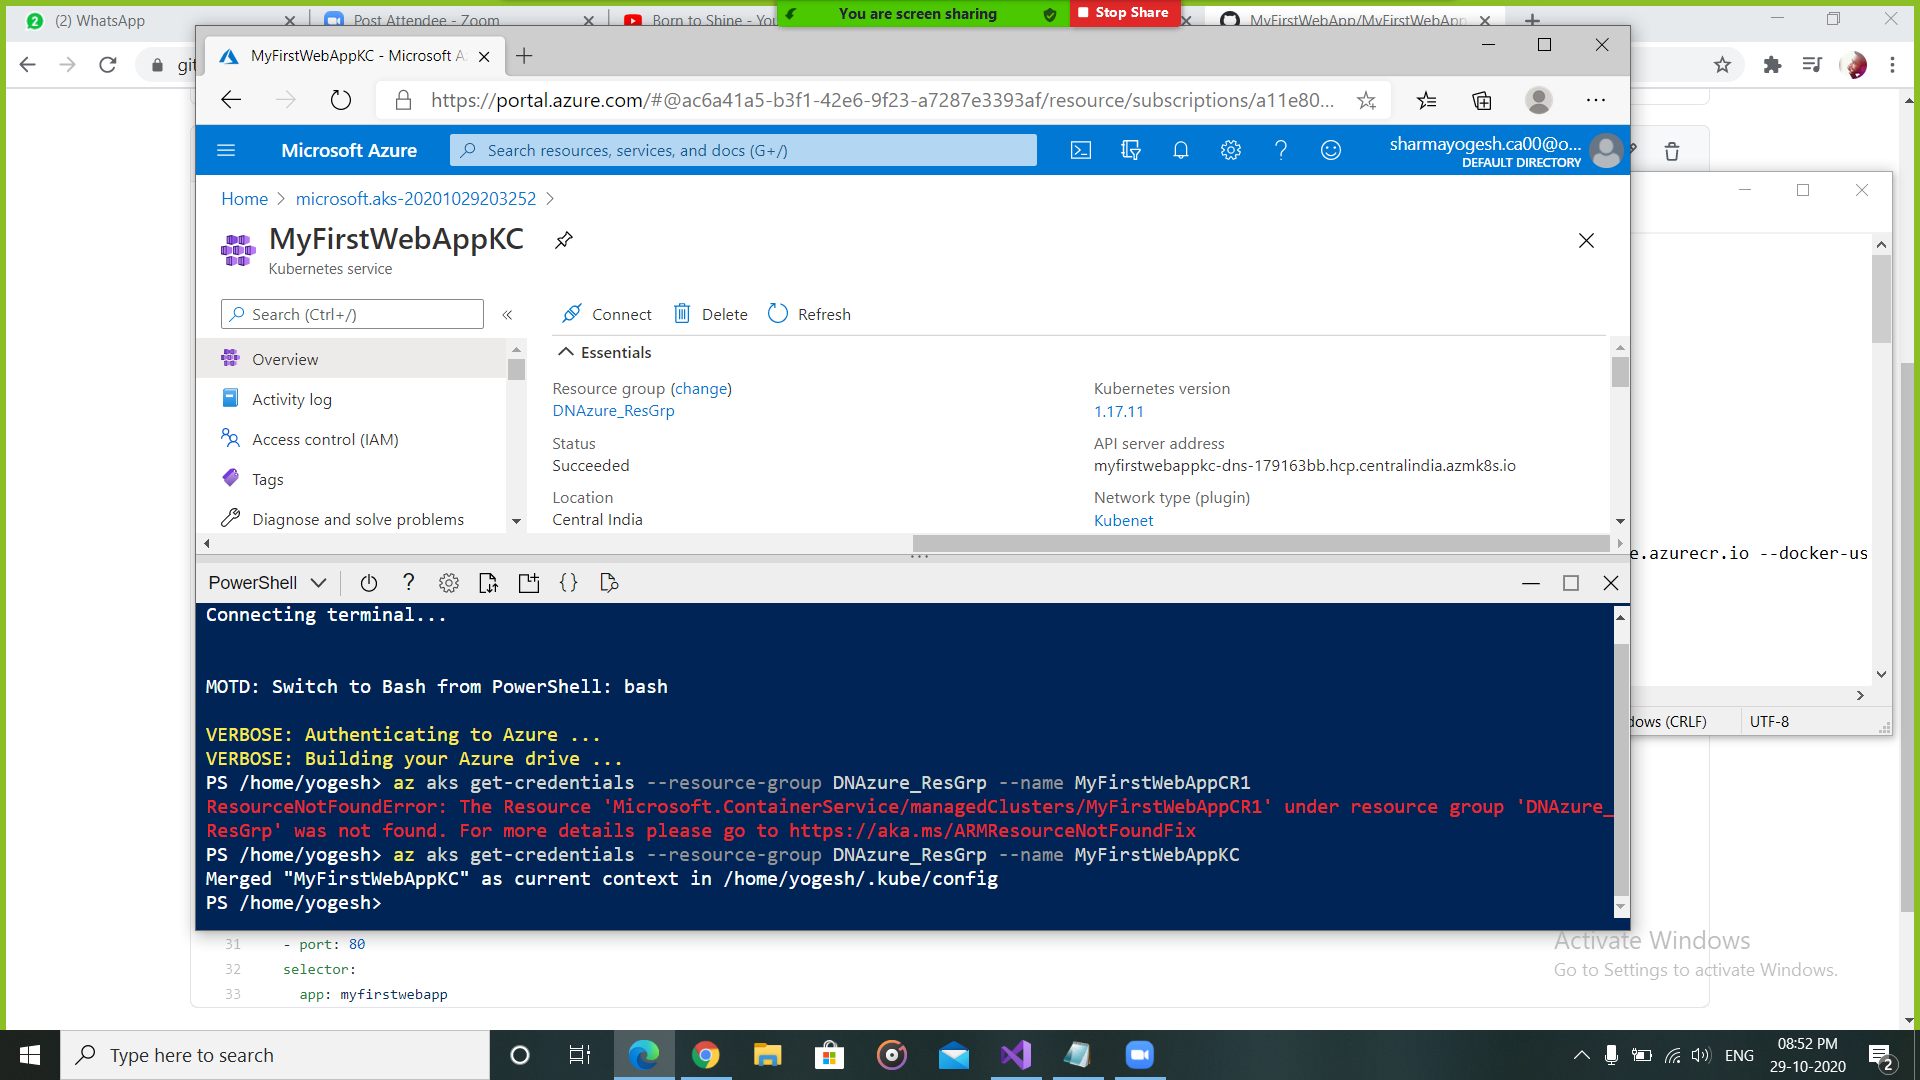 (2) WhatsApp
Post Attendee - Zoom
Born to Shine - You
You are screen sharing
Stop Share
MyFirstWebApp/MyFirstWebApp
git
MyFirstWebAppKC - Microsoft A
https://portal.azure.com/#@ac6a41a5-b3f1-42e6-9f23-a7287e3393af/resource/subscriptions/a11e80...
Microsoft Azure
Search resources, services, and docs (G+/)
sharmayogesh.ca00@o...
DEFAULT DIRECTORY
Home > microsoft.aks-20201029203252 >
MyFirstWebAppKC
Kubernetes service
Search (Ctrl+/)
«
Connect
Delete
Refresh
Overview
Activity log
Access control (IAM)
Tags
Diagnose and solve problems
Essentials
Resource group (change)
DNAzure_ResGrp
Status
Succeeded
Location
Central India
Kubernetes version
1.17.11
API server address
myfirstwebappkc-dns-179163bb.hcp.centralindia.azmk8s.io
Network type (plugin)
Kubenet
e.azurecr.io --docker-us
dows (CRLF)
UTF-8
PowerShell
Connecting terminal...
MOTD: Switch to Bash from PowerShell: bash
VERBOSE: Authenticating to Azure ...
VERBOSE: Building your Azure drive ...
PS /home/yogesh> az aks get-credentials --resource-group DNAzure_ResGrp --name MyFirstWebAppCR1
ResourceNotFoundError: The Resource 'Microsoft.ContainerService/managedClusters/MyFirstWebAppCR1' under resource group 'DNAzure_
ResGrp' was not found. For more details please go to https://aka.ms/ARMResourceNotFoundFix
PS /home/yogesh> az aks get-credentials --resource-group DNAzure_ResGrp --name MyFirstWebAppKC
Merged "MyFirstWebAppKC" as current context in /home/yogesh/.kube/config
PS /home/yogesh>
31 - port: 80
32 selector:
33 app: myfirstwebapp
Activate Windows
Go to Settings to activate Windows.
Type here to search
ENG
08:52 PM
29-10-2020
2